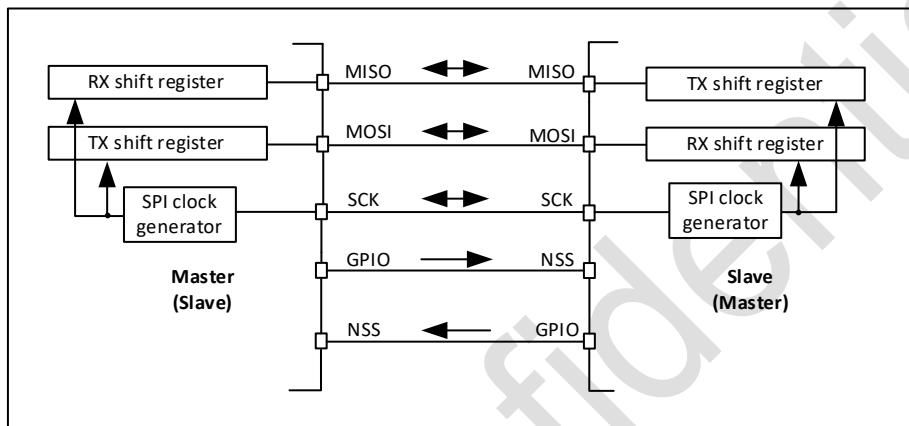 RX shift register
MISO
MISO
TX shift register
TX shift register
MOSI
MOSI
RX shift register
SPI clock
generator
SCK
SCK
SPI clock
generator
Master
(Slave)
GPIO
NSS
Slave
(Master)
NSS
GPIO
fidential